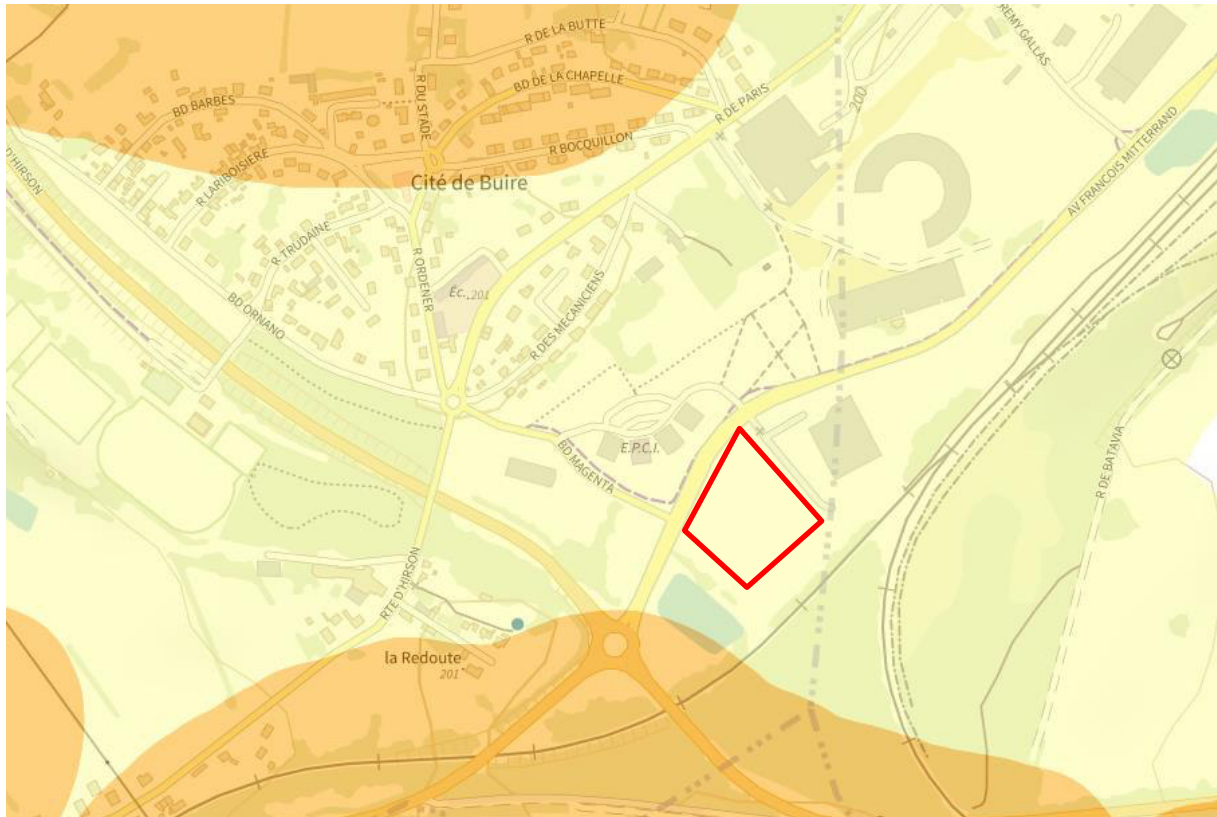 R DE LA BUTTE
REMY GALLAS
BD DE LA CHAPELLE
R DU STADE
BD BARBES
R DE PARIS
200
R BOCQUILLON
D'HIRSON
R LARIBOISIERE
Cité de Buire
AV FRANCOIS MITTERRAND
R TRUDAINE
R ORDENER
Éc.
201
BD ORNANO
R DES MECANICIENS
E.P.C.I.
BD MAGENTA
R DE BATAVIA
RTE D'HIRSON
la Redoute
201